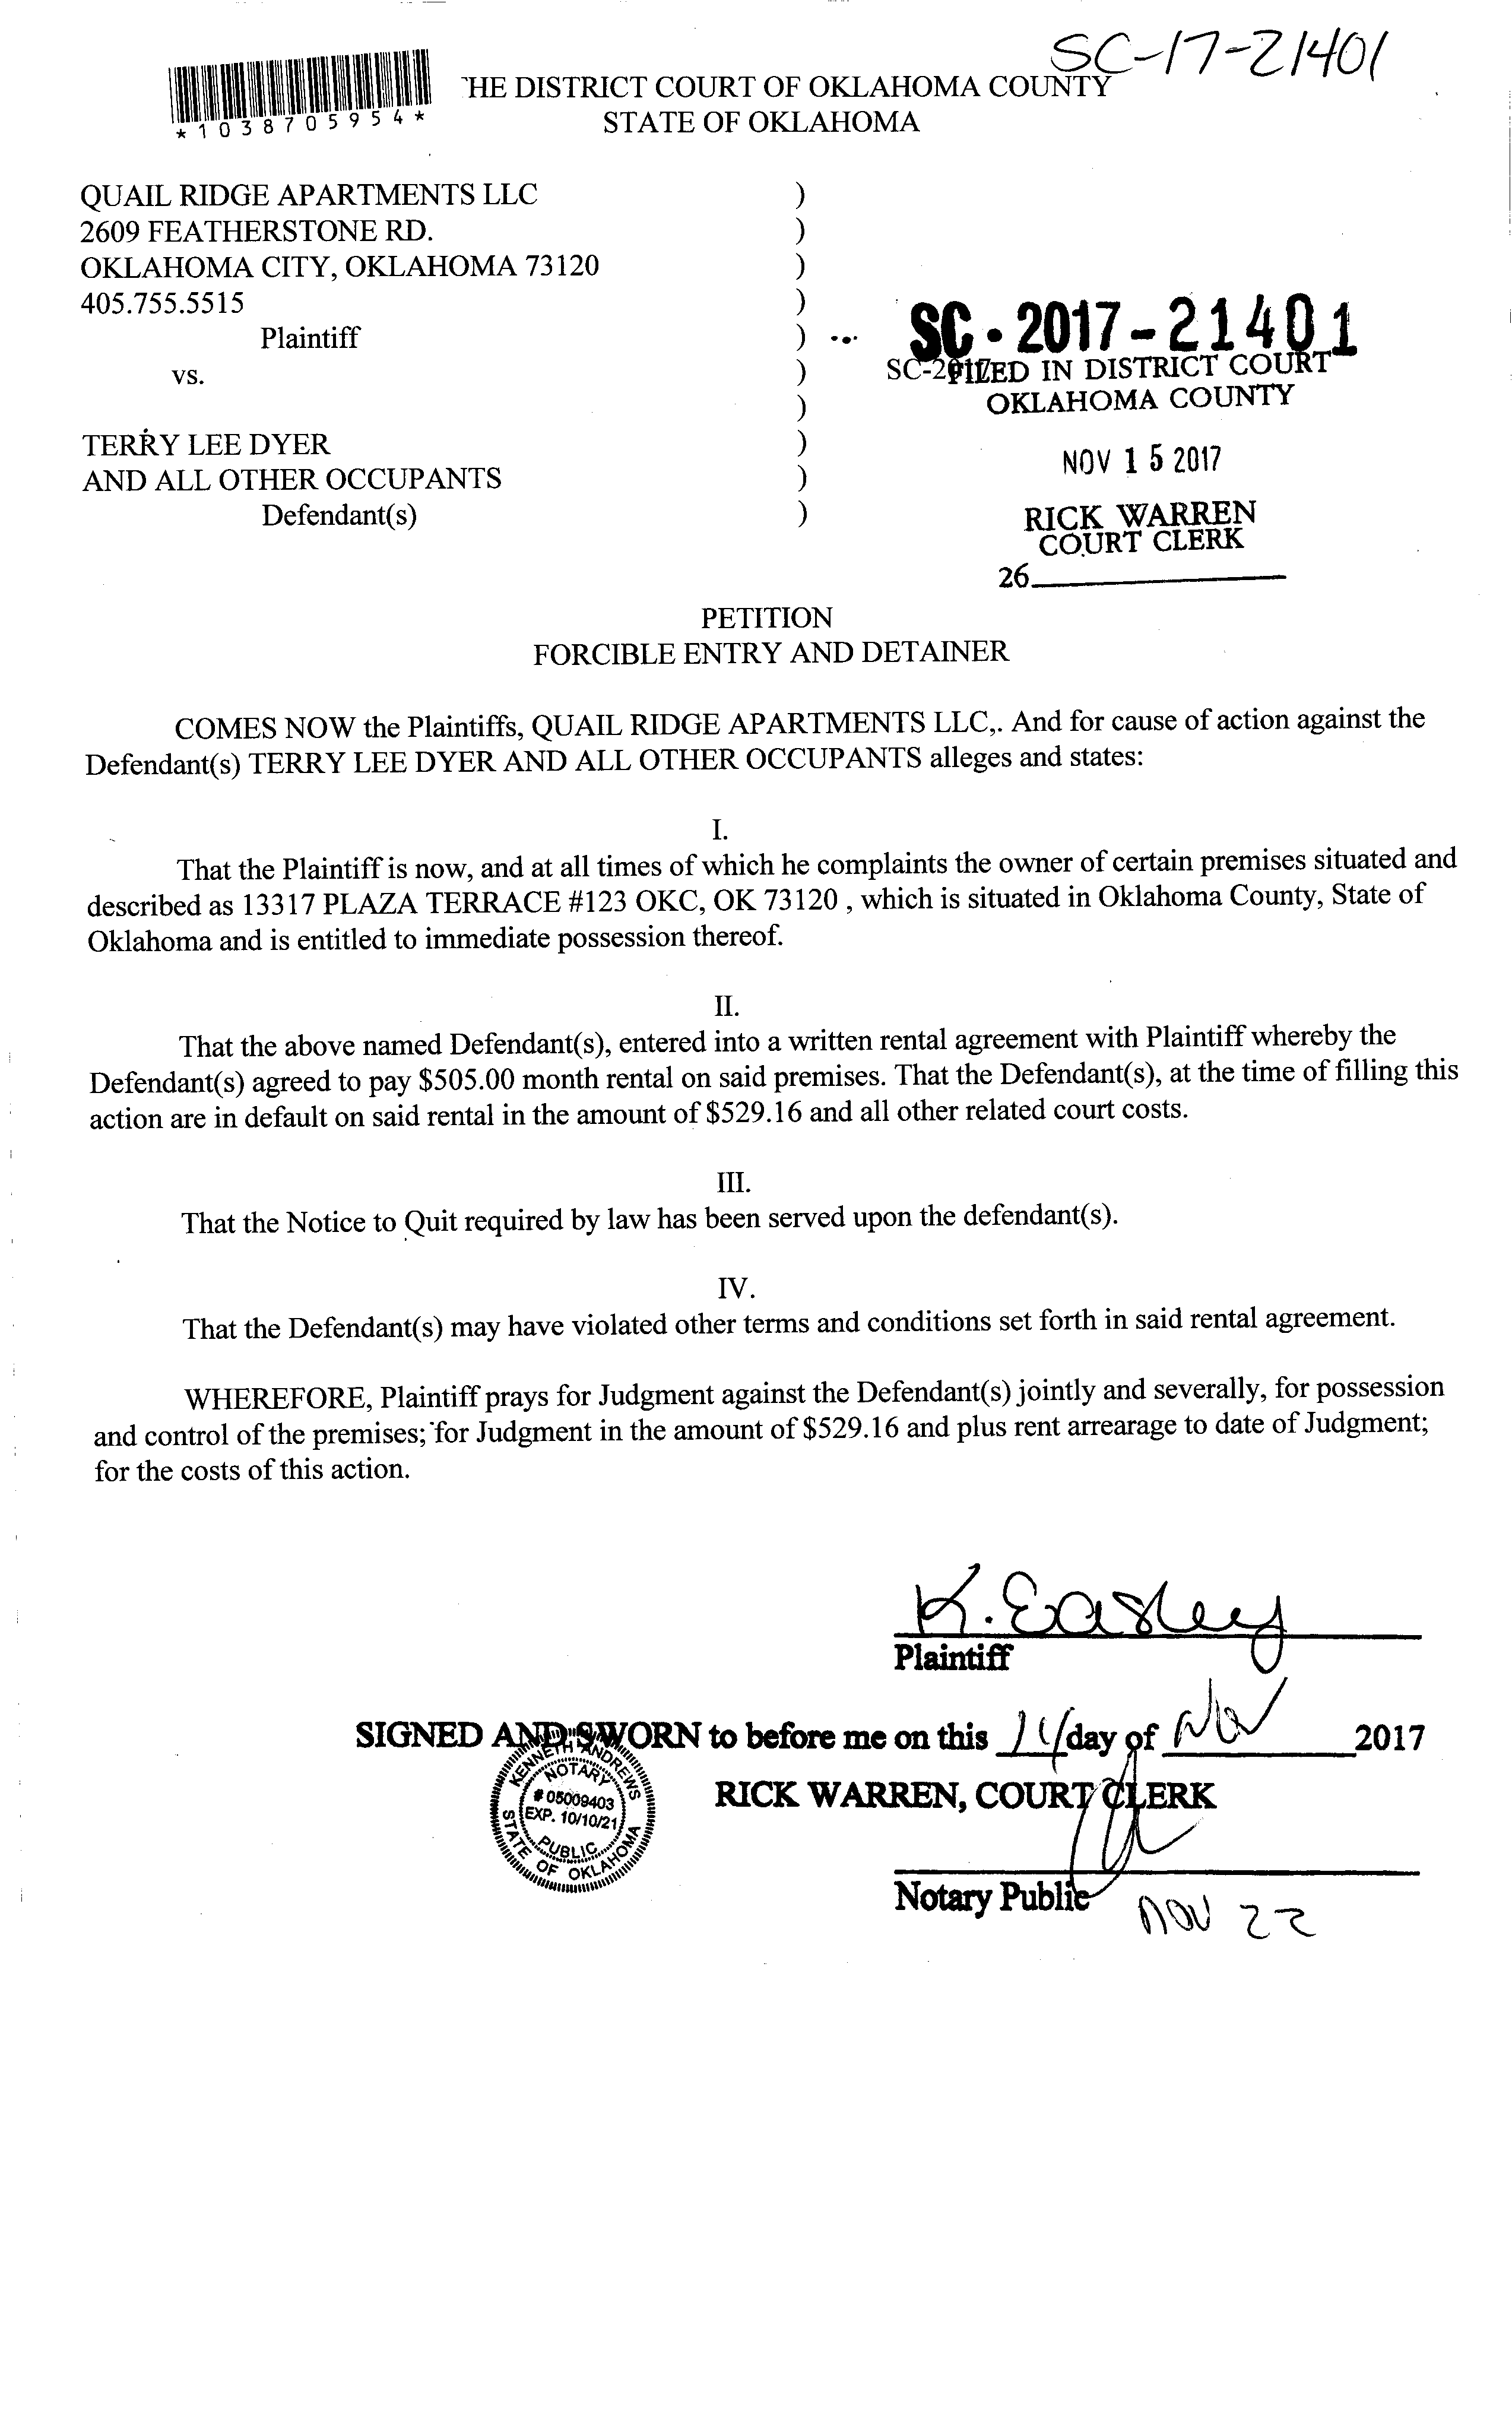 SC-17-21401
*1038705954*
HE DISTRICT COURT OF OKLAHOMA COUNTY
STATE OF OKLAHOMA
QUAIL RIDGE APARTMENTS LLC )
2609 FEATHERSTONE RD. )
OKLAHOMA CITY, OKLAHOMA 73120 )
405.755.5515 )
Plaintiff )
vs. )
)
TERRY LEE DYER )
AND ALL OTHER OCCUPANTS )
Defendant(s) )
SC-2017-21401
SC-2017
FILED IN DISTRICT COURT
OKLAHOMA COUNTY
NOV 15 2017
RICK WARREN
COURT CLERK
26
PETITION
FORCIBLE ENTRY AND DETAINER
COMES NOW the Plaintiffs, QUAIL RIDGE APARTMENTS LLC,. And for cause of action against the
Defendant(s) TERRY LEE DYER AND ALL OTHER OCCUPANTS alleges and states:
I.
That the Plaintiff is now, and at all times of which he complaints the owner of certain premises situated and
described as 13317 PLAZA TERRACE #123 OKC, OK 73120 , which is situated in Oklahoma County, State of
Oklahoma and is entitled to immediate possession thereof.
II.
That the above named Defendant(s), entered into a written rental agreement with Plaintiff whereby the
Defendant(s) agreed to pay $505.00 month rental on said premises. That the Defendant(s), at the time of filling this
action are in default on said rental in the amount of $529.16 and all other related court costs.
III.
That the Notice to Quit required by law has been served upon the defendant(s).
IV.
That the Defendant(s) may have violated other terms and conditions set forth in said rental agreement.
WHEREFORE, Plaintiff prays for Judgment against the Defendant(s) jointly and severally, for possession
and control of the premises; for Judgment in the amount of $529.16 and plus rent arrearage to date of Judgment;
for the costs of this action.
K. Easley
Plaintiff
SIGNED AND SWORN to before me on this day of Nov 2017
KENNETH ANDREWS
NOTARY
# 05009403
EXP. 10/10/21
PUBLIC
STATE OF OKLAHOMA
RICK WARREN, COURT CLERK
Notary Public
NOV 22